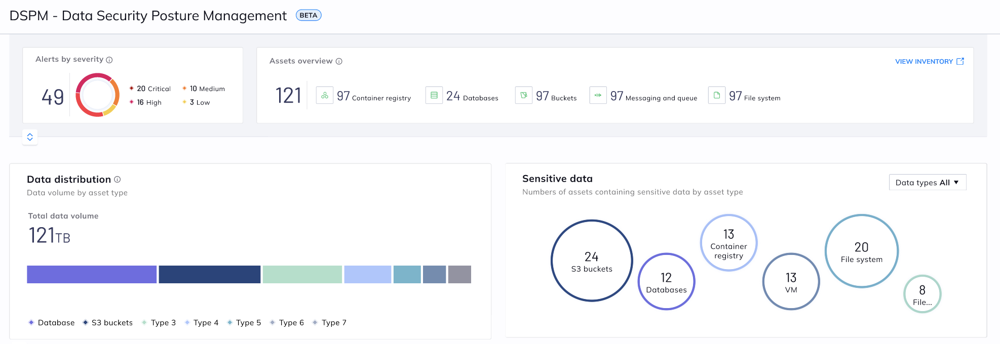 DSPM - Data Security Posture Management BETA
Alerts by severity
49
20 Critical
10 Medium
16 High
3 Low
Assets overview
VIEW INVENTORY
121
97 Container registry
24 Databases
97 Buckets
97 Messaging and queue
97 File system
Data distribution
Data volume by asset type
Total data volume
121TB
Database
S3 buckets
Type 3
Type 4
Type 5
Type 6
Type 7
Sensitive data
Numbers of assets containing sensitive data by asset type
Data types All
24
S3 buckets
12
Databases
13
Container
registry
13
VM
20
File system
8
File...